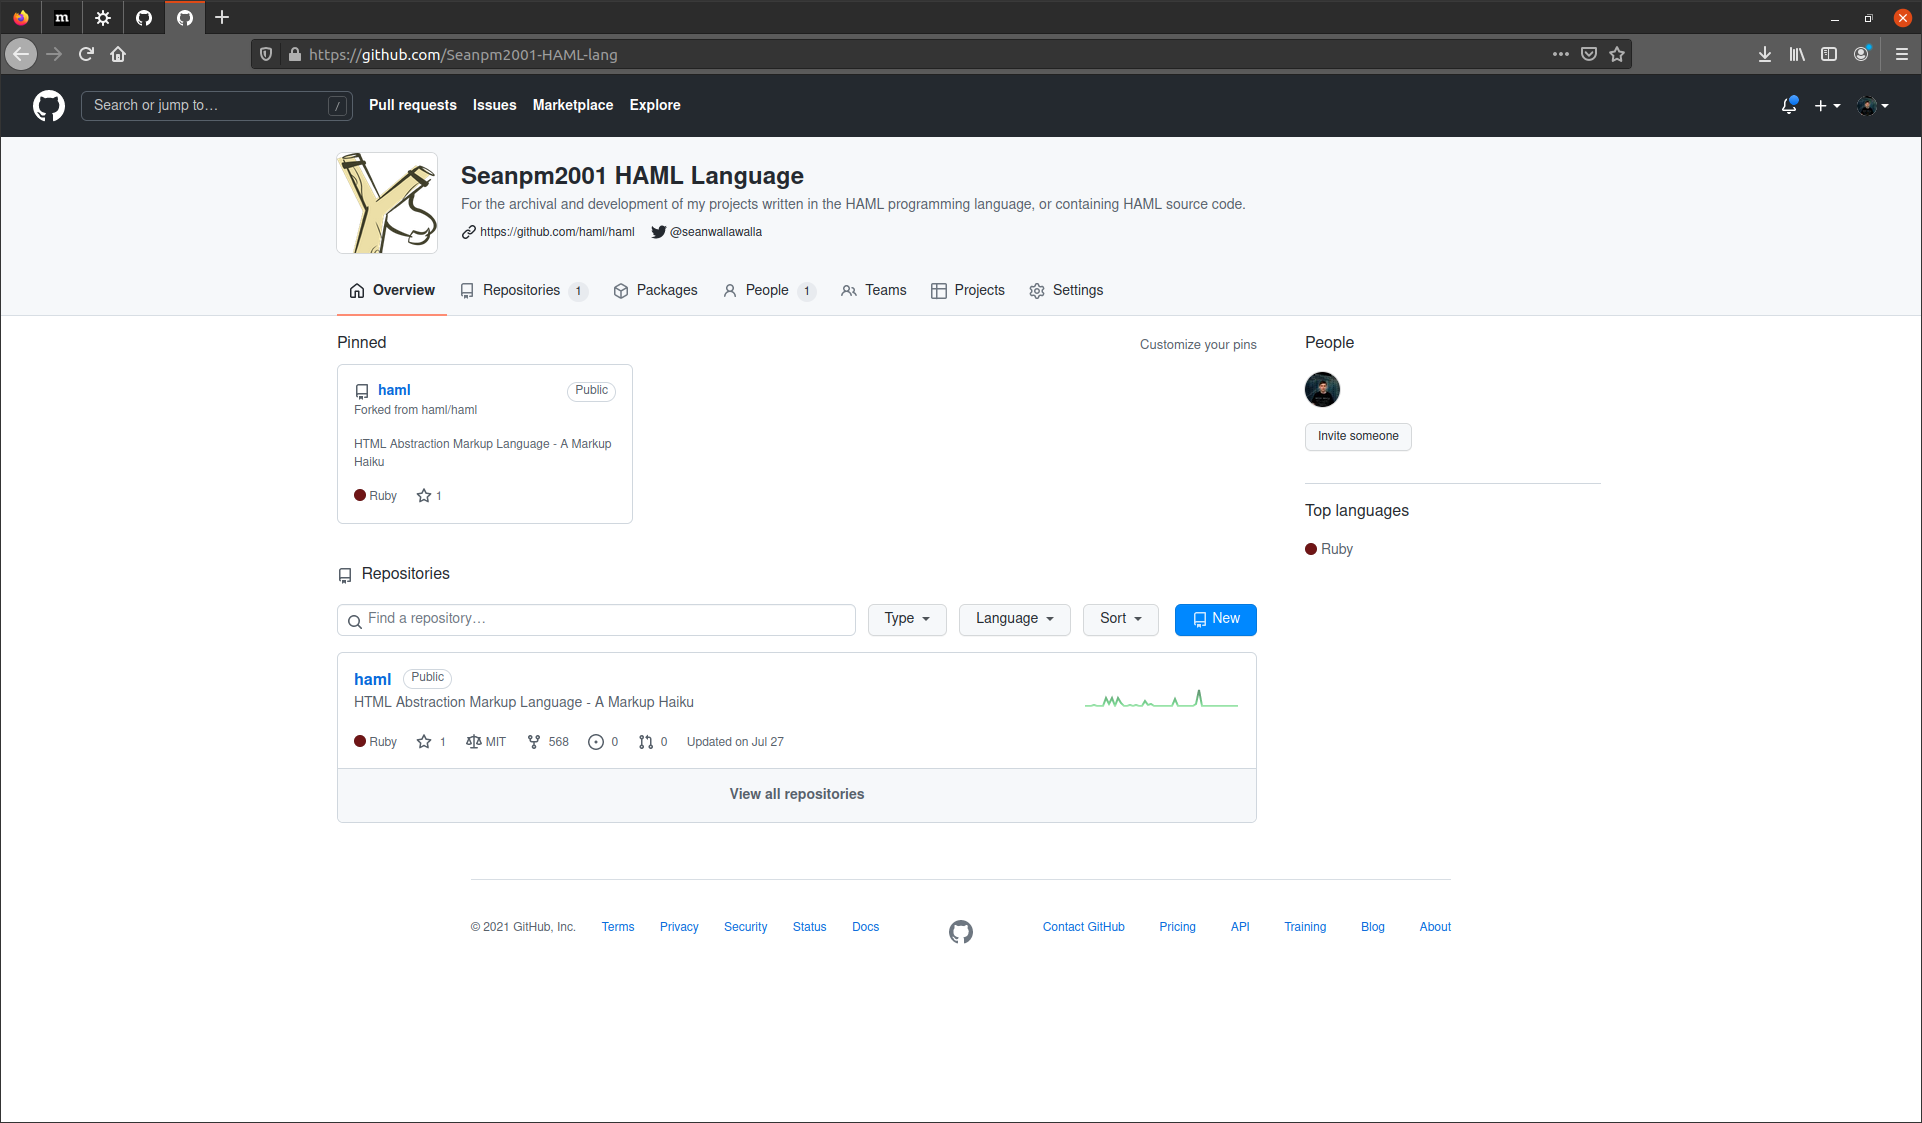 m
https://github.com/Seanpm2001-HAML-lang
Search or jump to…
/
Pull requests
Issues
Marketplace
Explore
Seanpm2001 HAML Language
For the archival and development of my projects written in the HAML programming language, or containing HAML source code.
https://github.com/haml/haml
@seanwallawalla
Overview
Repositories 1
Packages
People 1
Teams
Projects
Settings
Pinned
Customize your pins
haml
Public
Forked from haml/haml
HTML Abstraction Markup Language - A Markup
Haiku
Ruby
1
People
Invite someone
Top languages
Ruby
Repositories
Find a repository…
Type
Language
Sort
New
haml
Public
HTML Abstraction Markup Language - A Markup Haiku
Ruby
1
MIT
568
0
0
Updated on Jul 27
View all repositories
© 2021 GitHub, Inc.
Terms
Privacy
Security
Status
Docs
Contact GitHub
Pricing
API
Training
Blog
About